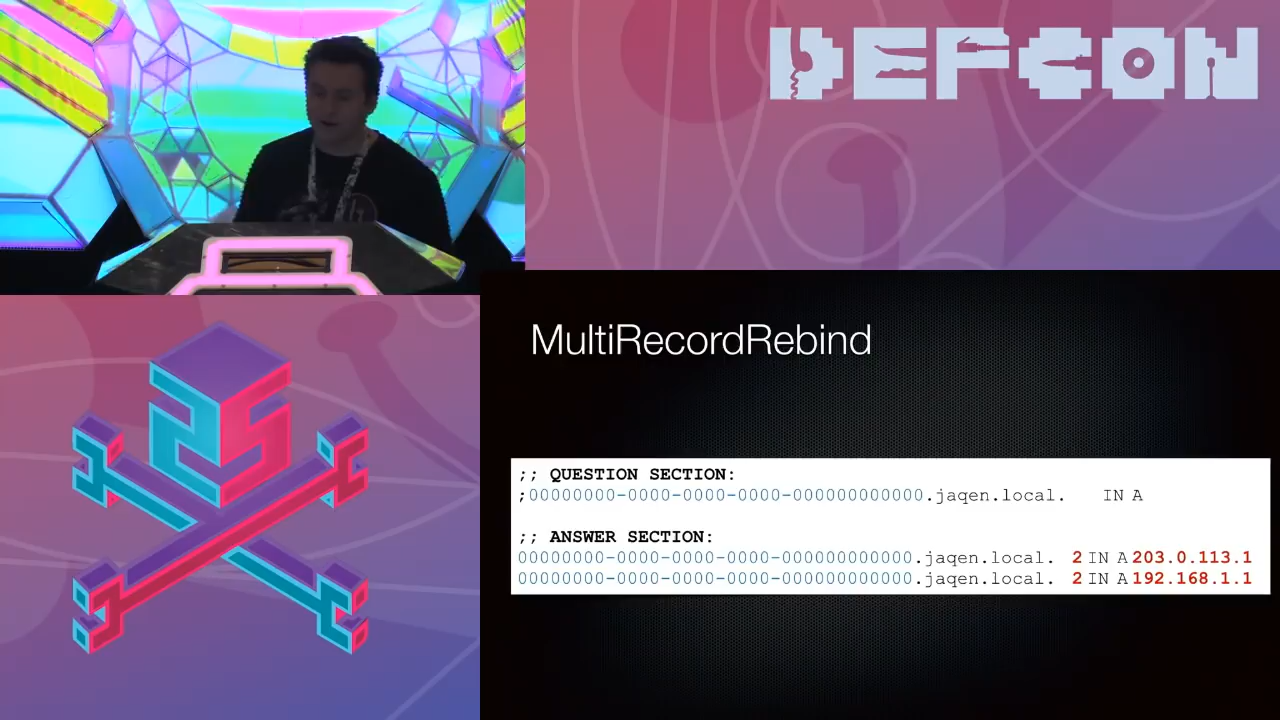 DEFCON
25
MultiRecordRebind
;; QUESTION SECTION:
;00000000-0000-0000-0000-000000000000.jaqen.local. IN A
;; ANSWER SECTION:
00000000-0000-0000-0000-000000000000.jaqen.local. 2 IN A 203.0.113.1
00000000-0000-0000-0000-000000000000.jaqen.local. 2 IN A 192.168.1.1